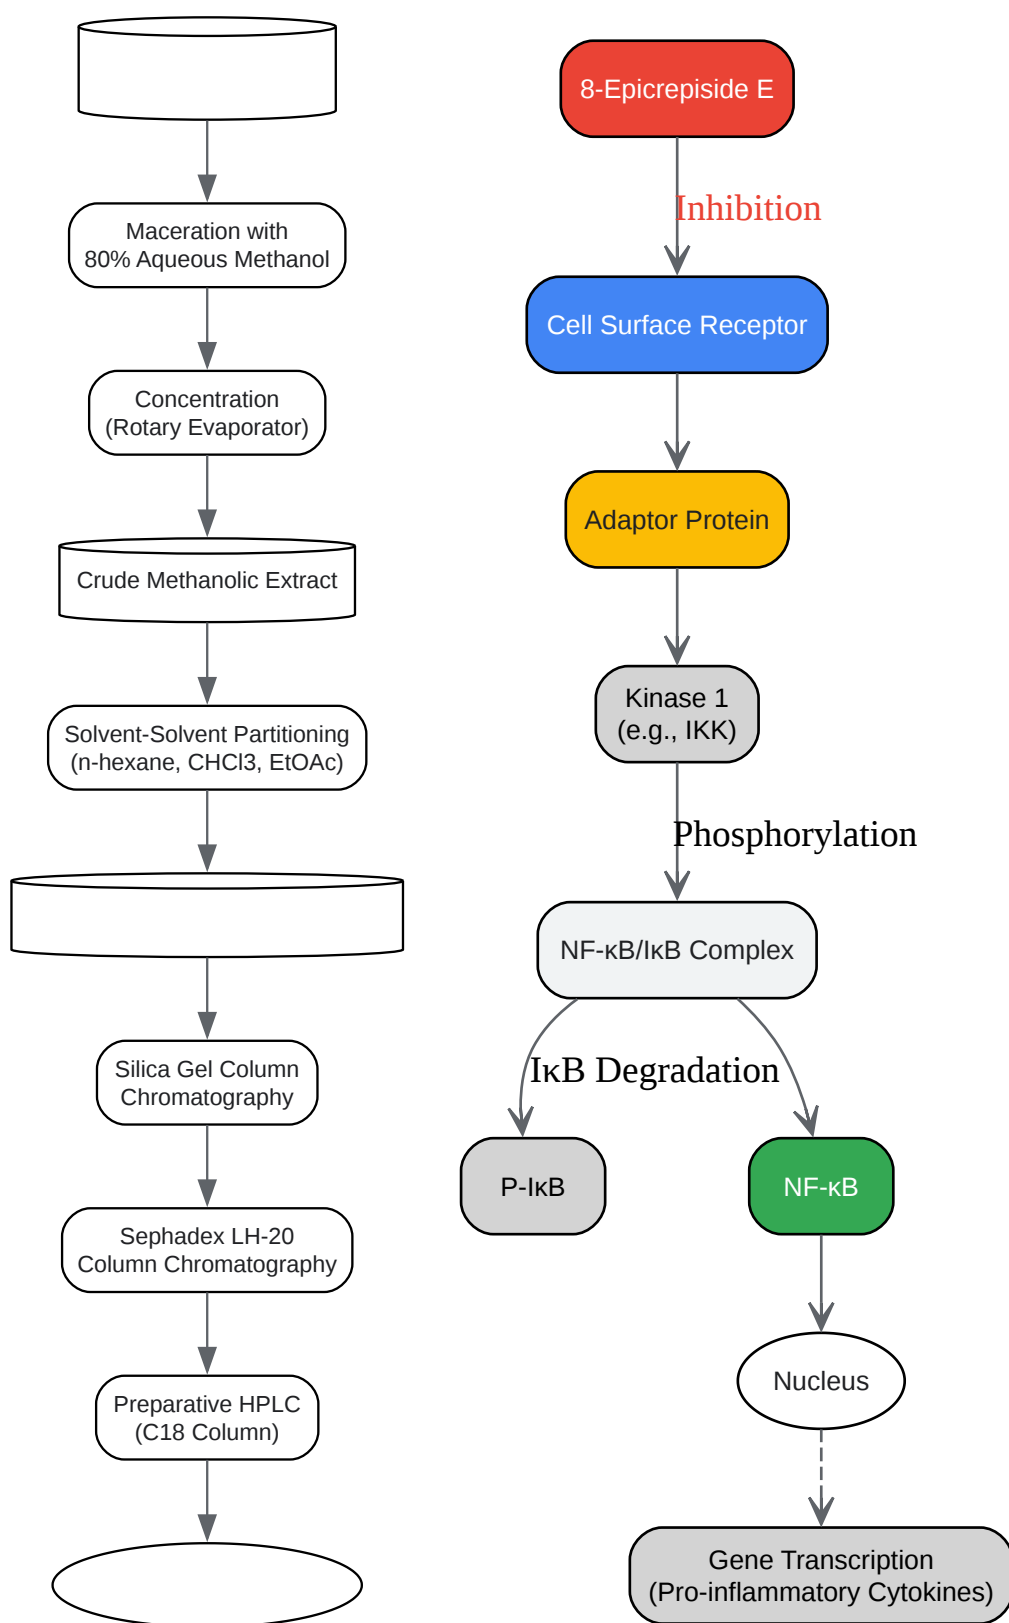 Maceration with
80% Aqueous Methanol
Concentration
(Rotary Evaporator)
Crude Methanolic Extract
Solvent-Solvent Partitioning
(n-hexane, CHCl3, EtOAc)
Silica Gel Column
Chromatography
Sephadex LH-20
Column Chromatography
Preparative HPLC
(C18 Column)
8-Epicrepiside E
Inhibition
Cell Surface Receptor
Adaptor Protein
Kinase 1
(e.g., IKK)
Phosphorylation
NF-κB/IκB Complex
IκB Degradation
P-IκB
NF-κB
Nucleus
Gene Transcription
(Pro-inflammatory Cytokines)